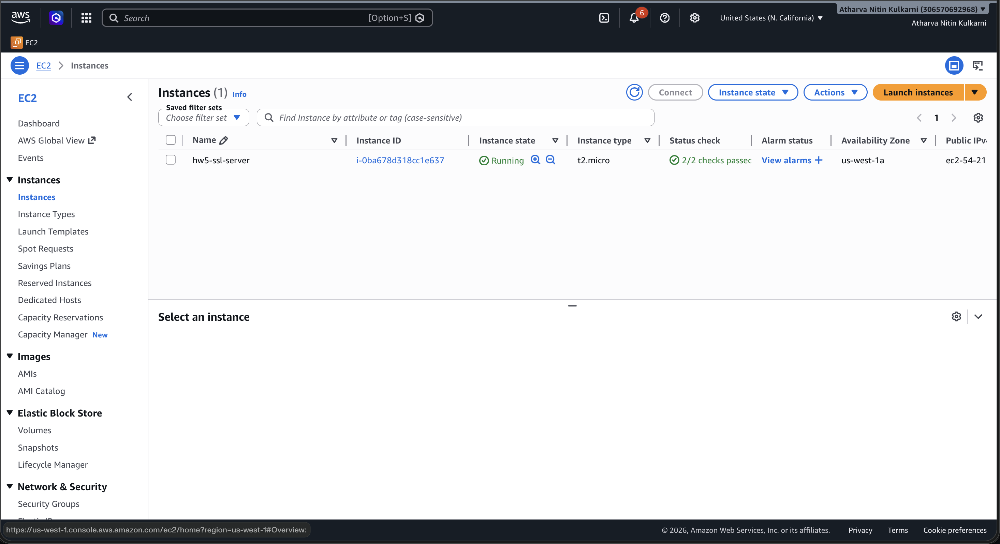 aws
Search [Option+S]
6
United States (N. California)
Atharva Nitin Kulkarni (306570692968)
Atharva Nitin Kulkarni
EC2
EC2 Instances
EC2
Dashboard
AWS Global View
Events
Instances
Instances
Instance Types
Launch Templates
Spot Requests
Savings Plans
Reserved Instances
Dedicated Hosts
Capacity Reservations
Capacity Manager New
Images
AMIs
AMI Catalog
Elastic Block Store
Volumes
Snapshots
Lifecycle Manager
Network & Security
Security Groups
Instances (1) Info
Connect
Instance state
Actions
Launch instances
Saved filter sets
Choose filter set
Find Instance by attribute or tag (case-sensitive)
1
Name Instance ID Instance state Instance type Status check Alarm status Availability Zone Public IPv
hw5-ssl-server i-0ba678d318cc1e637 Running t2.micro 2/2 checks passec View alarms + us-west-1a ec2-54-21
Select an instance
https://us-west-1.console.aws.amazon.com/ec2/home?region=us-west-1#Overview:
© 2026, Amazon Web Services, Inc. or its affiliates. Privacy Terms Cookie preferences